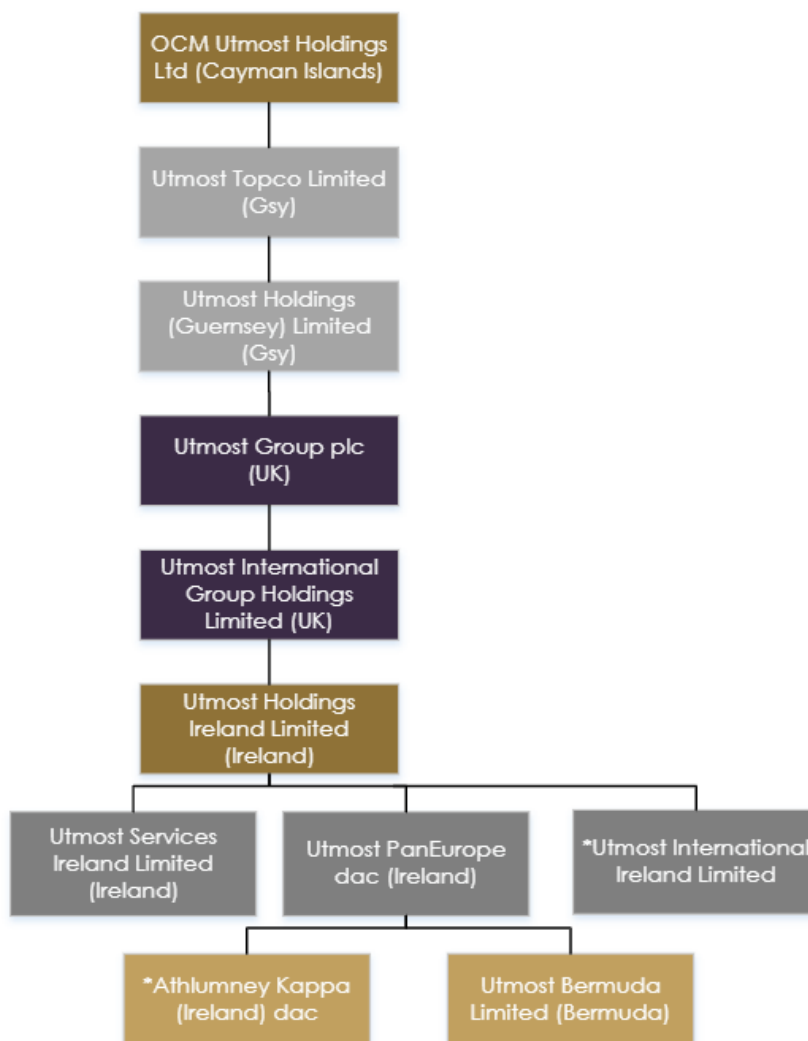 OCM Utmost Holdings
Ltd (Cayman Islands)
Utmost Topco Limited
(Gsy)
Utmost Holdings
(Guernsey) Limited
(Gsy)
Utmost Group plc
(UK)
Utmost International
Group Holdings
Limited (UK)
Utmost Holdings
Ireland Limited
(Ireland)
Utmost Services
Ireland Limited
(Ireland)
Utmost PanEurope
dac (Ireland)
*Utmost International
Ireland Limited
*Athlumney Kappa
(Ireland) dac
Utmost Bermuda
Limited (Bermuda)